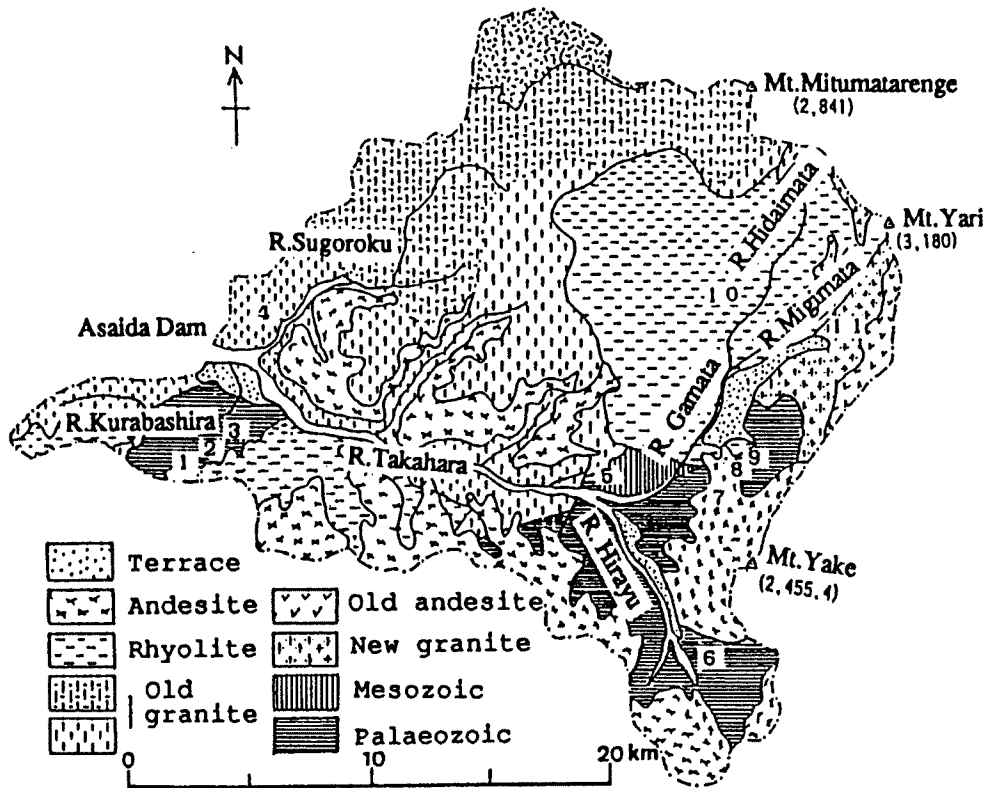 N
Mt.Mitumatarenge
(2,841)
R.Hidaimata
Mt.Yari
(3,180)
R.Sugoroku
R.Migimata
4
10
11
Asaida Dam
R.Gamata
R.Kurabashira
3
2
1
R.Takahara
5
9
8
7
R.Hirayu
Mt.Yake
(2,455.4)
6
Terrace
Andesite
Old andesite
Rhyolite
New granite
Old
granite
Mesozoic
Palaeozoic
0
10
20 km